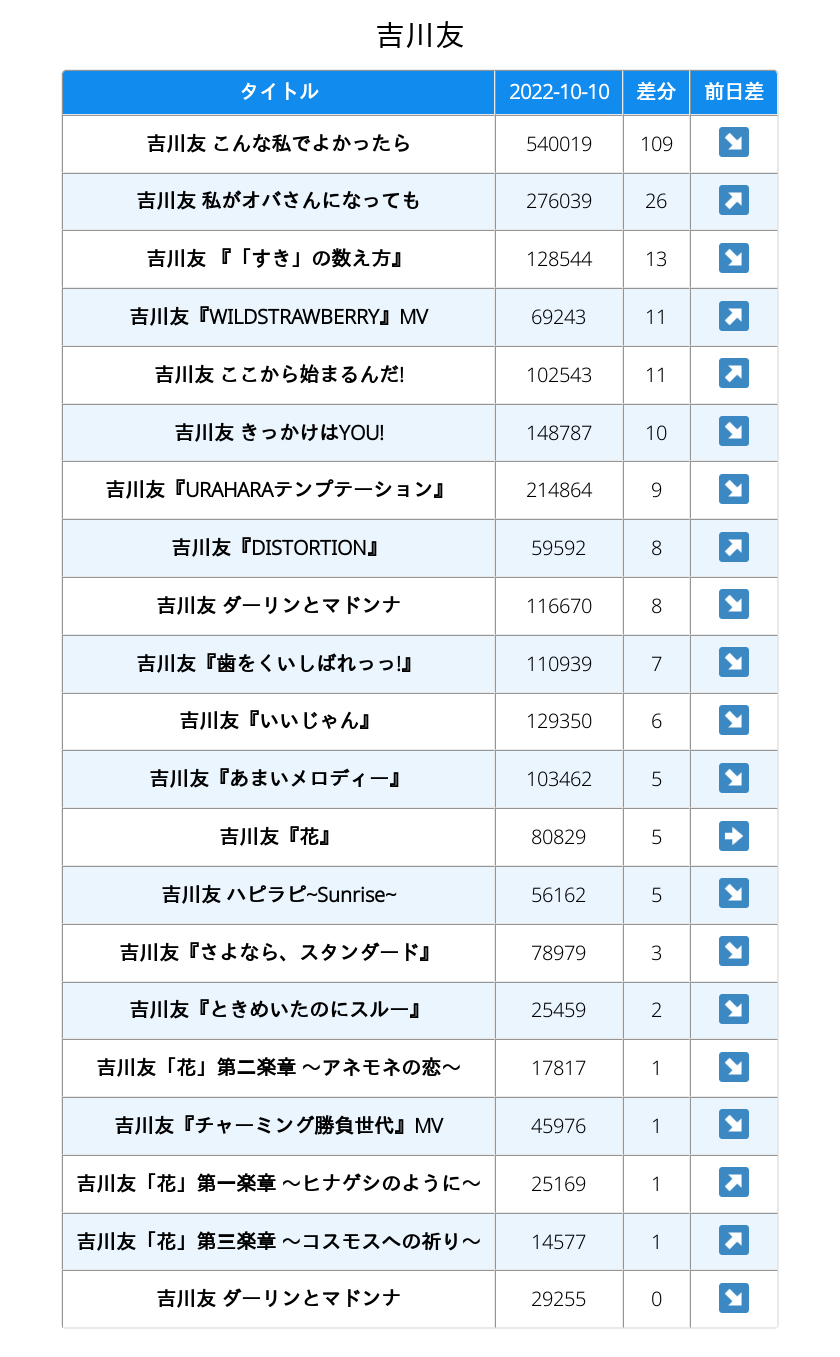 吉川友
タイトル 2022-10-10 差分 前日差
吉川友 こんな私でよかったら 540019 109 ↘
吉川友 私がオバさんになっても 276039 26 ↗
吉川友 『「すき」の数え方』 128544 13 ↘
吉川友『WILDSTRAWBERRY』MV 69243 11 ↗
吉川友 ここから始まるんだ! 102543 11 ↗
吉川友 きっかけはYOU! 148787 10 ↘
吉川友『URAHARAテンプテーション』 214864 9 ↘
吉川友『DISTORTION』 59592 8 ↗
吉川友 ダーリンとマドンナ 116670 8 ↘
吉川友『歯をくいしばれっっ!』 110939 7 ↘
吉川友『いいじゃん』 129350 6 ↘
吉川友『あまいメロディー』 103462 5 ↘
吉川友『花』 80829 5 ➡
吉川友 ハピラピ~Sunrise~ 56162 5 ↘
吉川友『さよなら、スタンダード』 78979 3 ↘
吉川友『ときめいたのにスルー』 25459 2 ↘
吉川友「花」第二楽章 〜アネモネの恋〜 17817 1 ↘
吉川友『チャーミング勝負世代』MV 45976 1 ↘
吉川友「花」第一楽章 〜ヒナゲシのように〜 25169 1 ↗
吉川友「花」第三楽章 〜コスモスへの祈り〜 14577 1 ↗
吉川友 ダーリンとマドンナ 29255 0 ↘